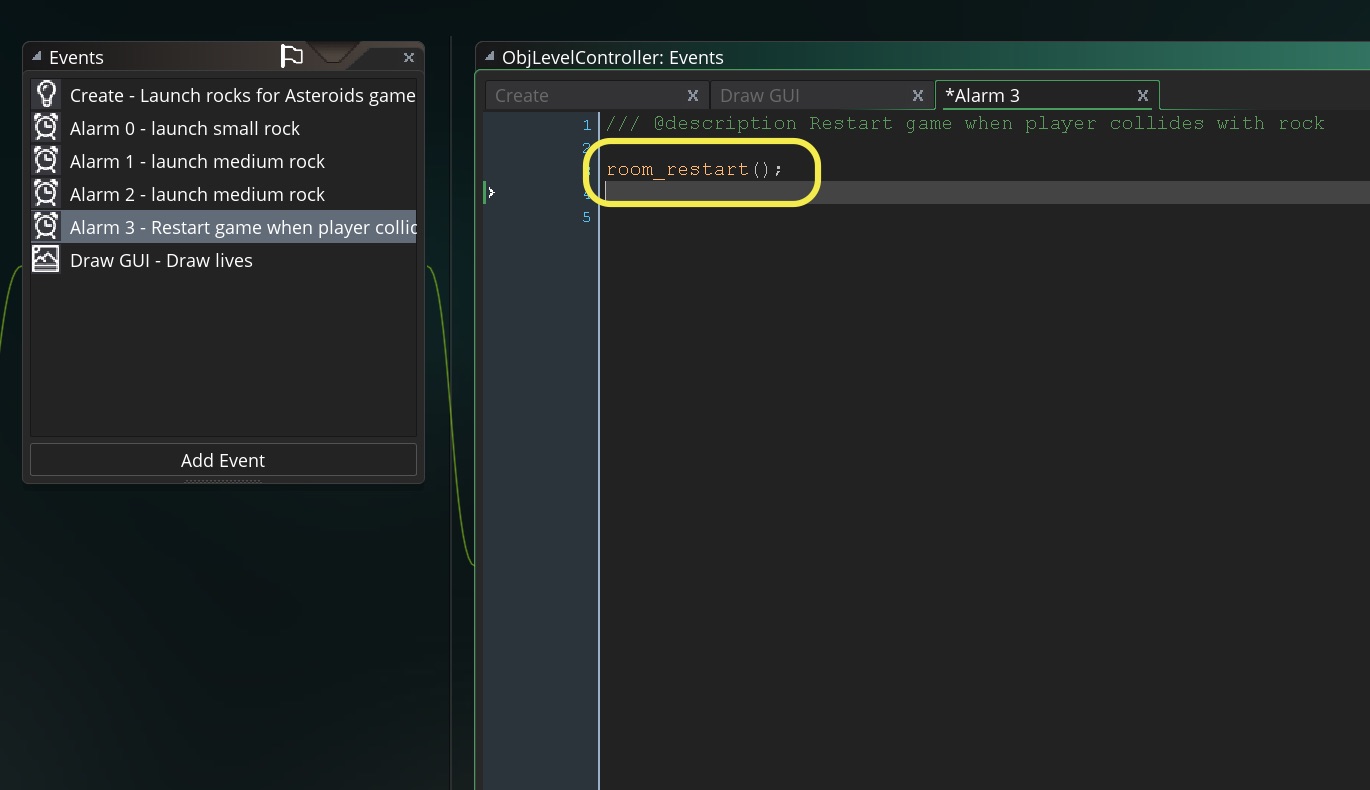 Events
Create - Launch rocks for Asteroids game
Alarm 0 - launch small rock
Alarm 1 - launch medium rock
Alarm 2 - launch medium rock
Alarm 3 - Restart game when player collic
Draw GUI - Draw lives
Add Event
ObjLevelController: Events
Create X Draw GUI X *Alarm 3 X
1 /// @description Restart game when player collides with rock
2
room_restart();
4
5